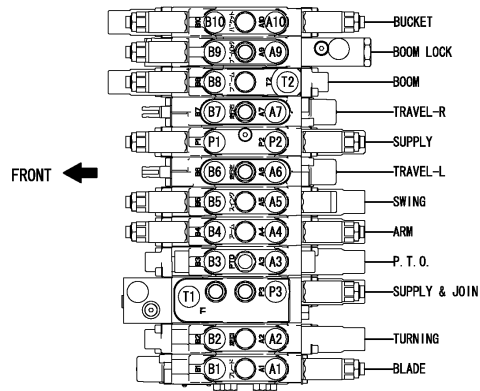 B10 A10 BUCKET
B9 A9 BOOM LOCK
B8 T2 BOOM
B7 A7 TRAVEL-R
P1 P2 SUPPLY
FRONT B6 A6 TRAVEL-L
B5 A5 SWING
B4 A4 ARM
B3 A3 P.T.O.
T1 P3 SUPPLY & JOIN
B2 A2 TURNING
B1 A1 BLADE